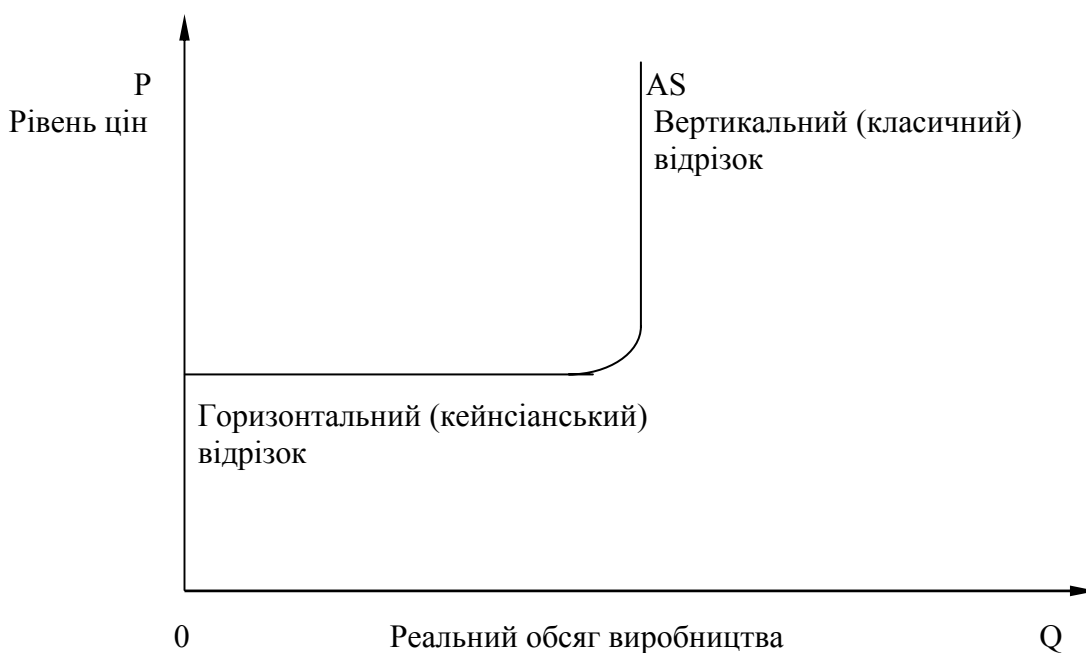 P
Рівень цін
AS
Вертикальний (класичний)
відрізок
Горизонтальний (кейнсіанський)
відрізок
0 Реальний обсяг виробництва Q